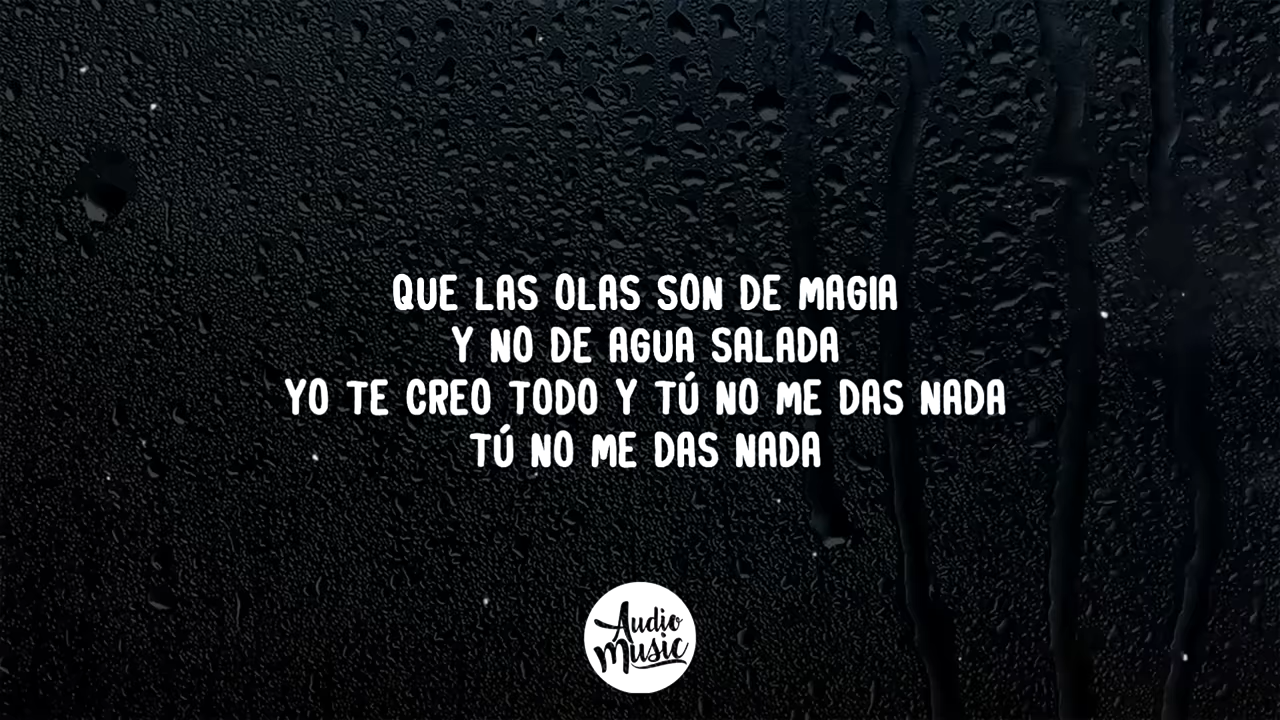 QUE LAS OLAS SON DE MAGIA
Y NO DE AGUA SALADA
YO TE CREO TODO Y TÚ NO ME DAS NADA
TÚ NO ME DAS NADA
Audio
Music